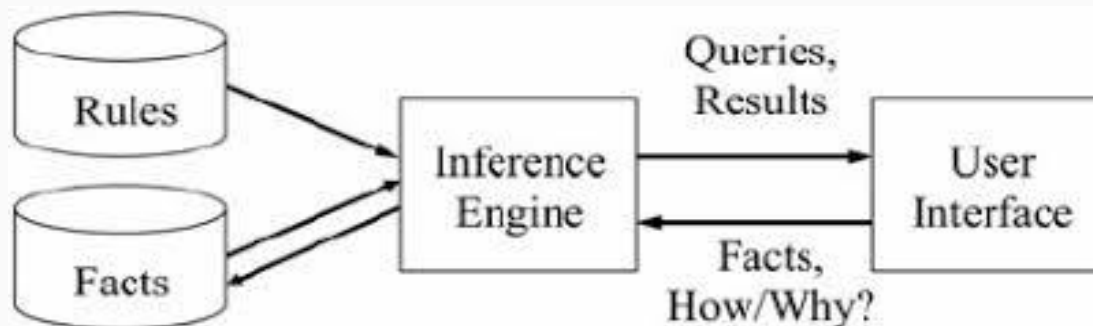 Rules
Facts
Inference
Engine
Queries,
Results
Facts,
How/Why?
User
Interface